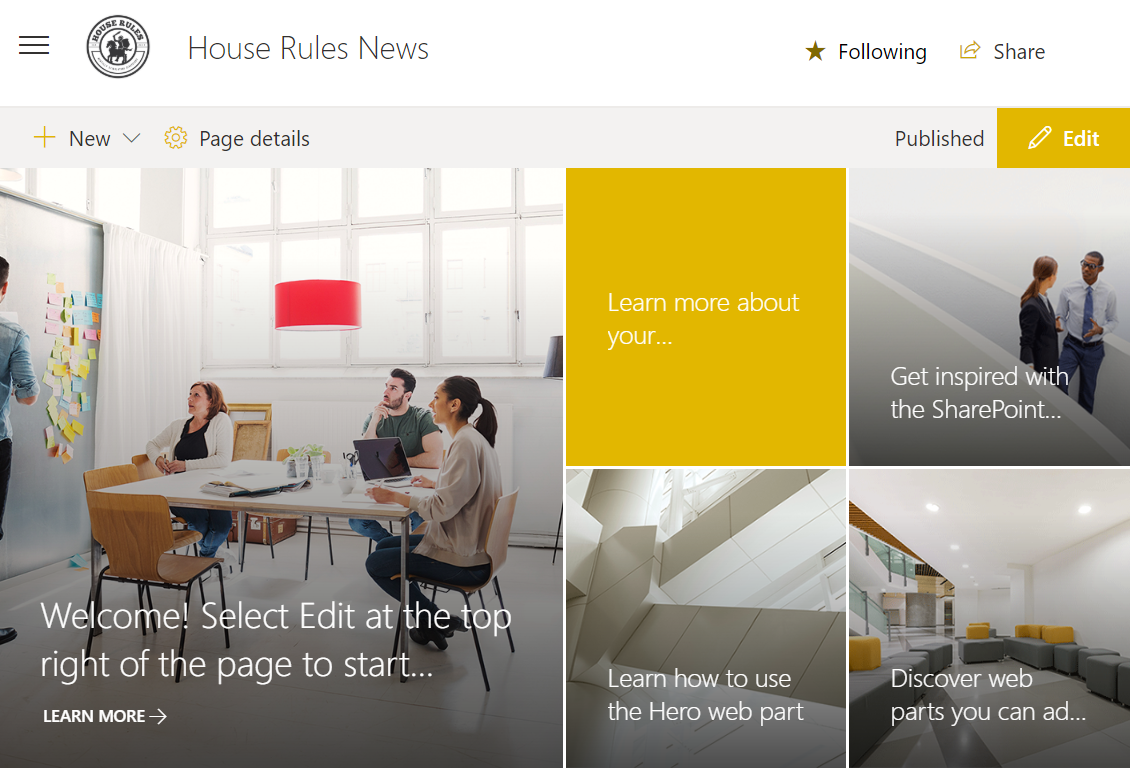 HOUSE RULES
House Rules News
Following
Share
New
Page details
Published
Edit
Welcome! Select Edit at the top
right of the page to start...
LEARN MORE
Learn more about
your...
Get inspired with
the SharePoint...
Learn how to use
the Hero web part
Discover web
parts you can ad...